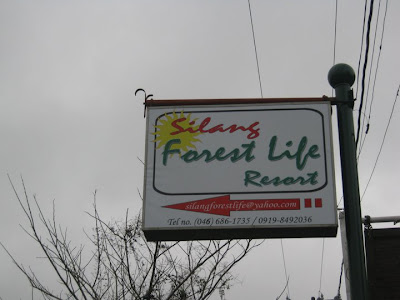 Silang
Forest Life
Resort
silangforestlife@yahoo.com
Tel no. (046) 686-1735 / 0919-8492036